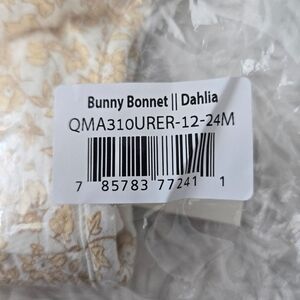 Bunny Bonnet || Dahlia
QMA310URER-12-24M
7 85783 77241 1